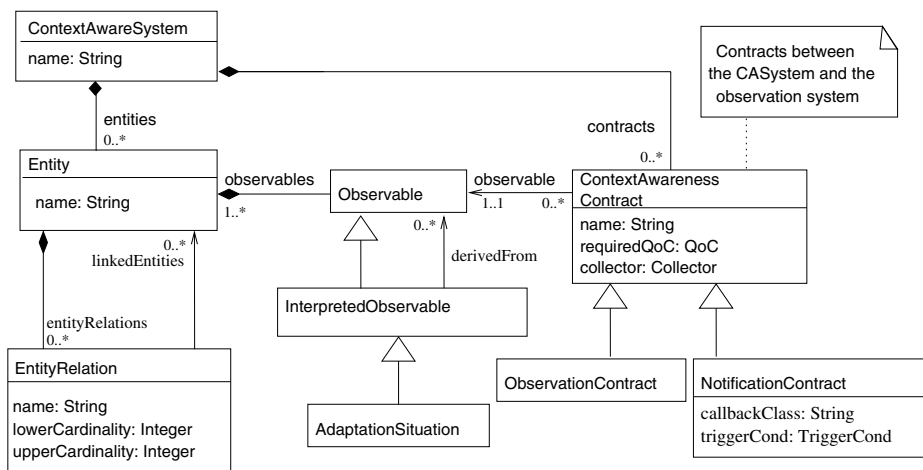 ContextAwareSystem
name: String
Contracts between
the CASystem and the
observation system
entities
0..*
contracts
0..*
Entity
name: String
observables
1..*
Observable
observable
1..1
0..*
ContextAwareness
Contract
name: String
requiredQoC: QoC
collector: Collector
0..*
linkedEntities
0..*
derivedFrom
InterpretedObservable
entityRelations
0..*
EntityRelation
name: String
lowerCardinality: Integer
upperCardinality: Integer
AdaptationSituation
ObservationContract
NotificationContract
callbackClass: String
triggerCond: TriggerCond